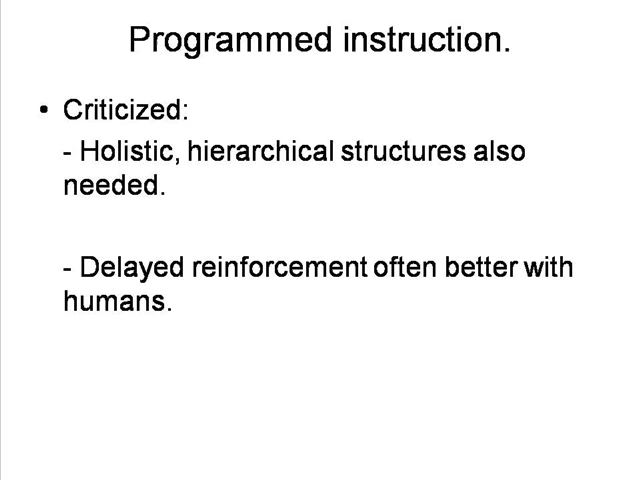 Programmed instruction.
• Criticized:
- Holistic, hierarchical structures also
needed.
- Delayed reinforcement often better with
humans.